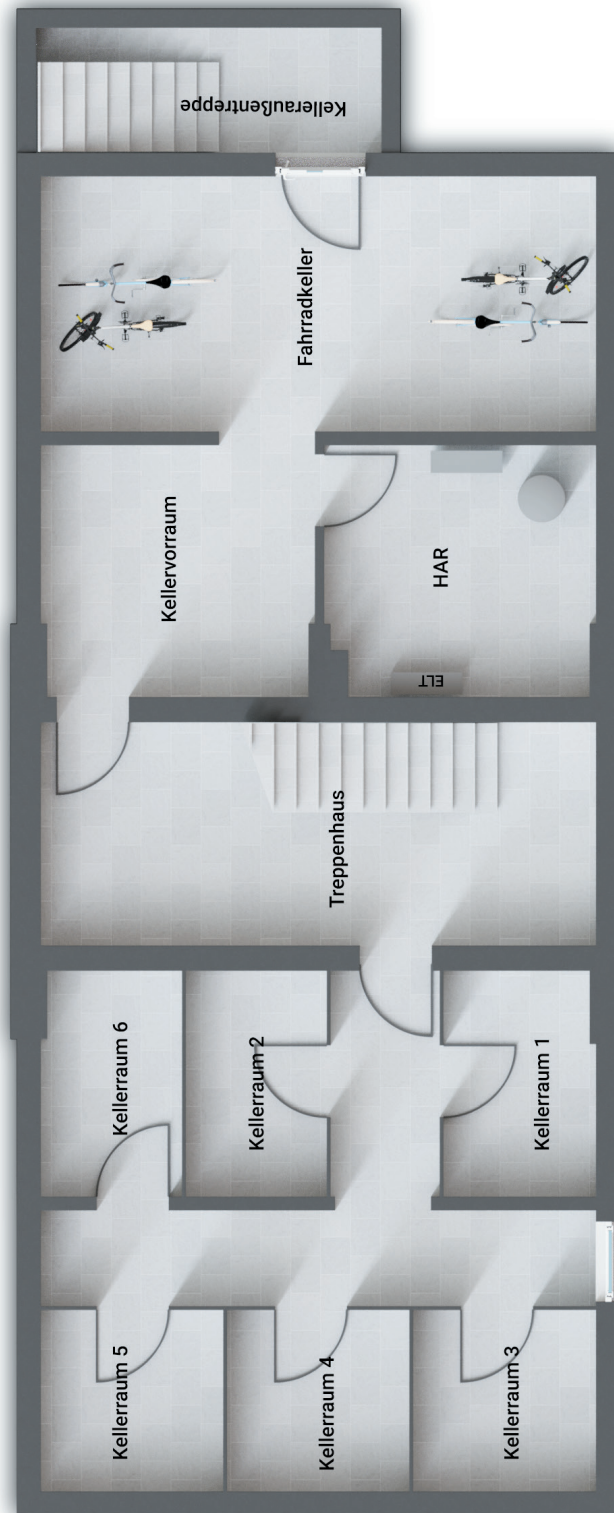 Kelleraußentreppe
Fahrradkeller
Kellervorraum
HAR
ELT
Treppenhaus
Kellerraum 6
Kellerraum 2
Kellerraum 1
Kellerraum 5
Kellerraum 4
Kellerraum 3